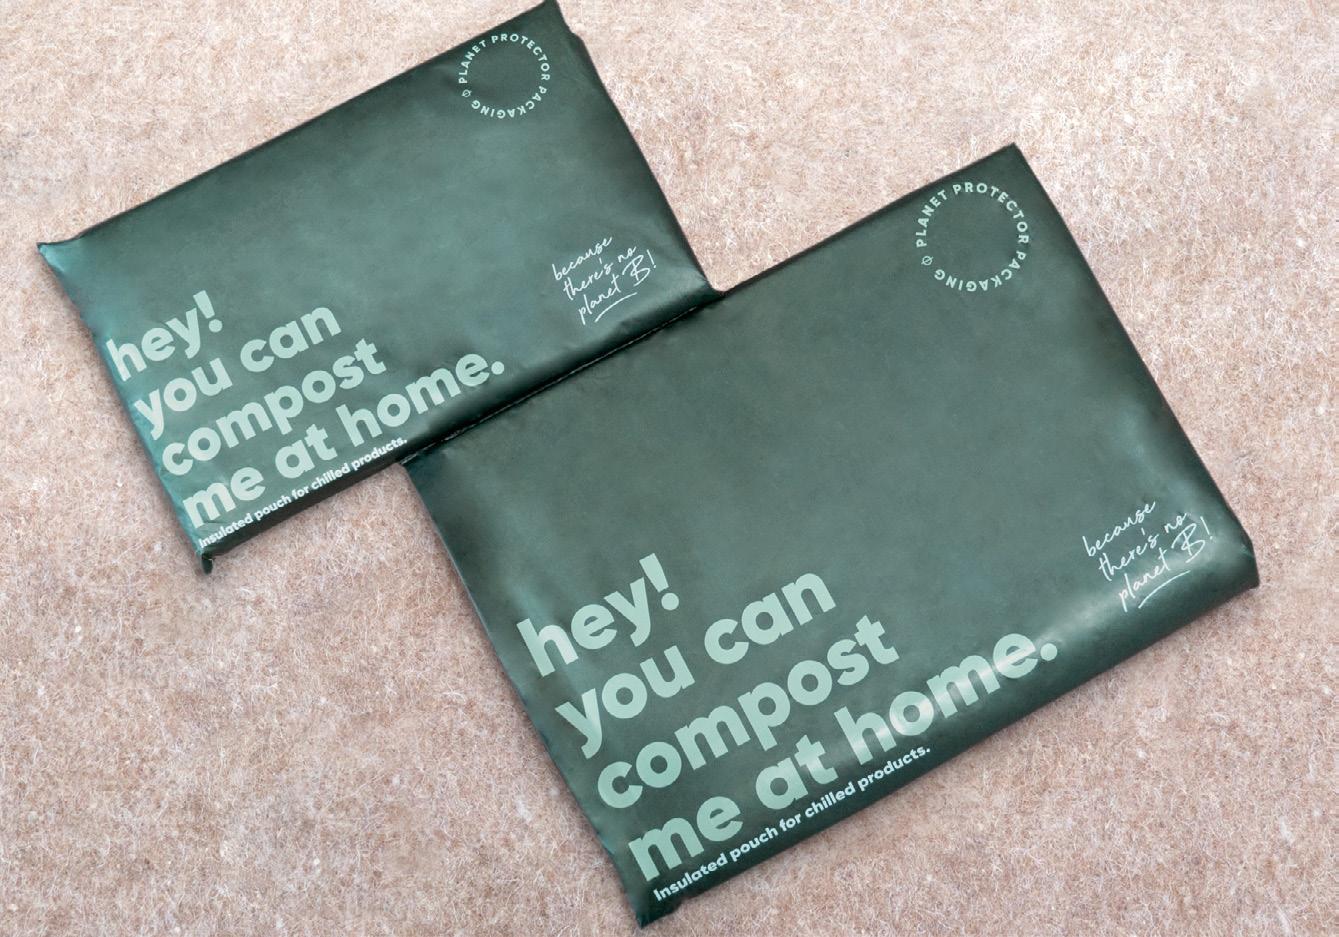 PLANET PROTECTOR PACKAGING
because
there's no
planet B!
hey!
you can
compost
me at home.
Insulated pouch for chilled products.
PLANET PROTECTOR PACKAGING
because
there's no
planet B!
hey!
you can
compost
me at home.
Insulated pouch for chilled products.